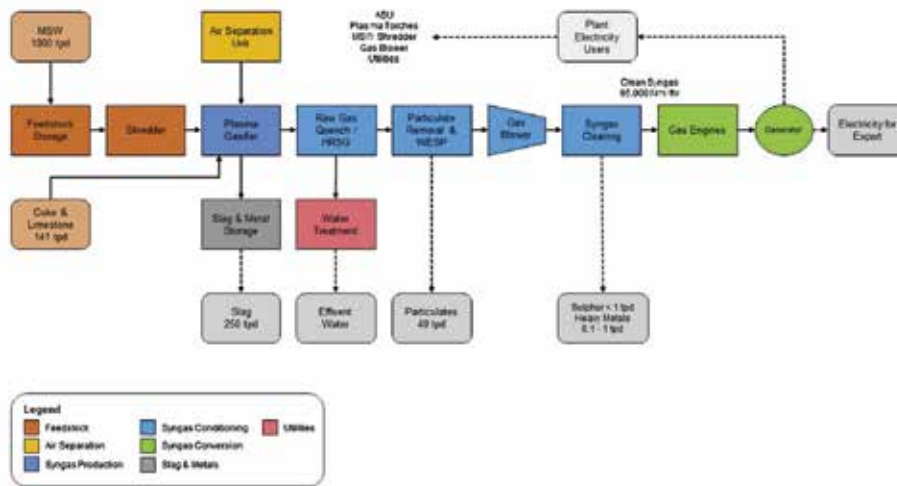 MSW
1000 tpd
Air Separation
Unit
ASU
Plasma Torches
MSW Shredder
Gas Blower
Utilities
Plant
Electricity
Users
Clean Syngas
Feedstock
Storage
Shredder
Plasma
Gasifier
Raw Gas
Quench /
HRSG
Particulate
Removal &
WESP
Gas
Blower
Syngas
Cleaning
Gas Engines
Generator
Electricity for
Export
Coke &
Limestone
141 tpd
Slag & Metal
Storage
Water
Treatment
Slag
250 tpd
Effluent
Water
Particulates
49 tpd
Sulpher < 1 tpd
Heavy Metals
0.1 - 1 tpd
Legend
Feedstock
Syngas Conditioning
Utilities
Air Separation
Syngas Conversion
Syngas Production
Slag & Metals